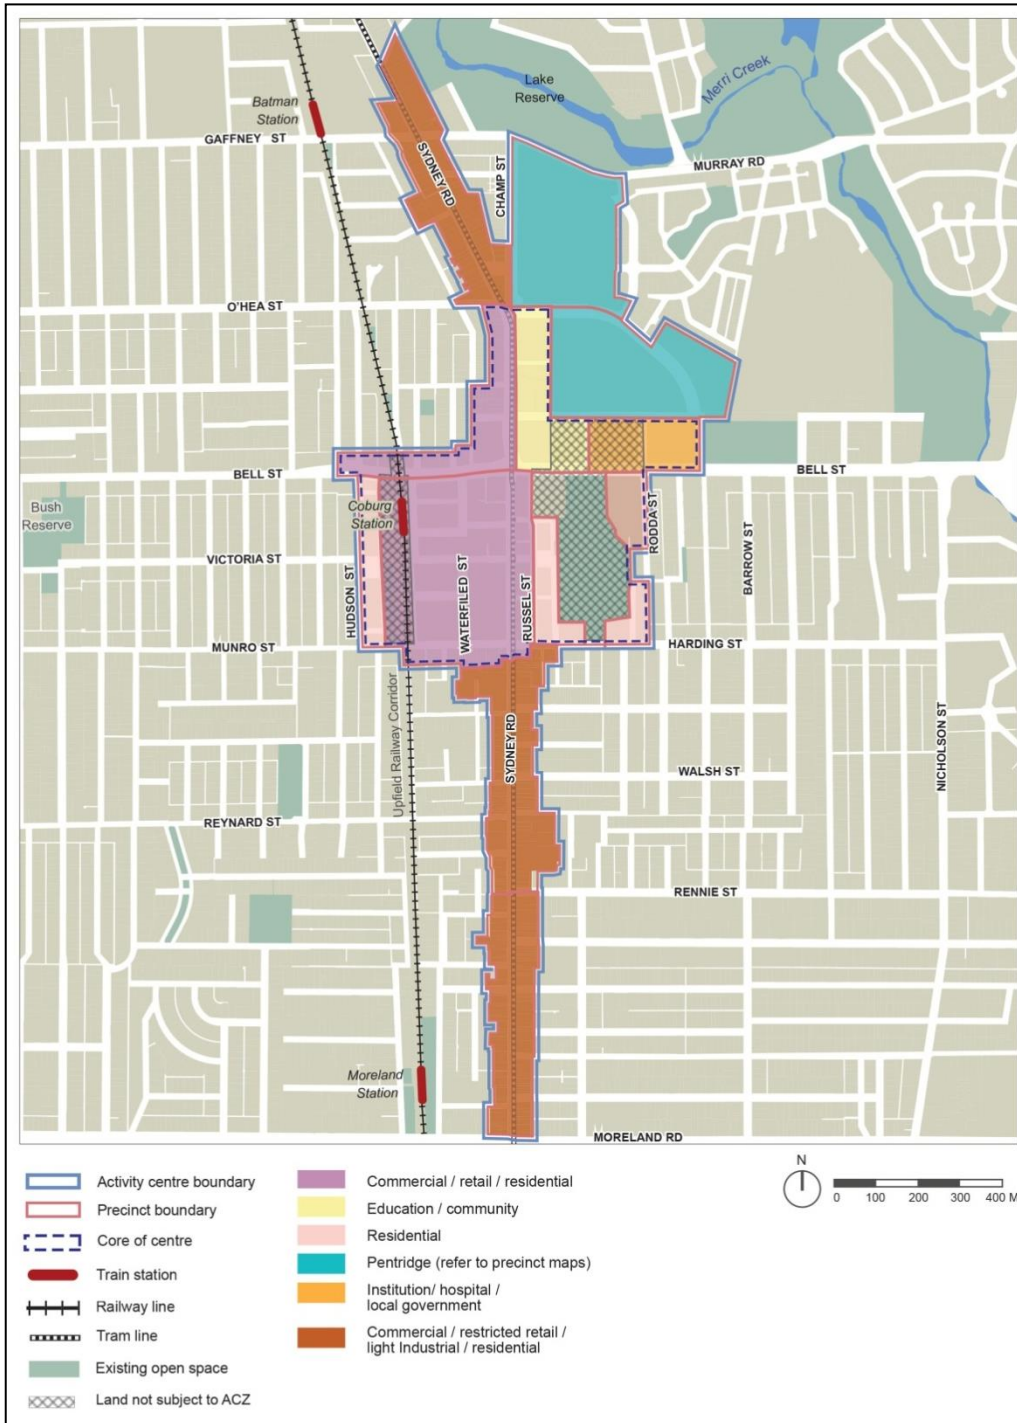 Batman
Station
GAFFNEY ST
SYDNEY RD
CHAMP ST
Lake
Reserve
Merri Creek
MURRAY RD
O'HEA ST
BELL ST
BELL ST
Bush
Reserve
Coburg
Station
VICTORIA ST
HUDSON ST
WATERFILED ST
RUSSEL ST
RODDA ST
BARROW ST
MUNRO ST
HARDING ST
Upfield Railway Corridor
SYDNEY RD
WALSH ST
NICHOLSON ST
REYNARD ST
RENNIE ST
Moreland
Station
MORELAND RD
Activity centre boundary
Precinct boundary
Core of centre
Train station
Railway line
Tram line
Existing open space
Land not subject to ACZ
Commercial / retail / residential
Education / community
Residential
Pentridge (refer to precinct maps)
Institution/ hospital /
local government
Commercial / restricted retail /
light Industrial / residential
N
0 100 200 300 400 M